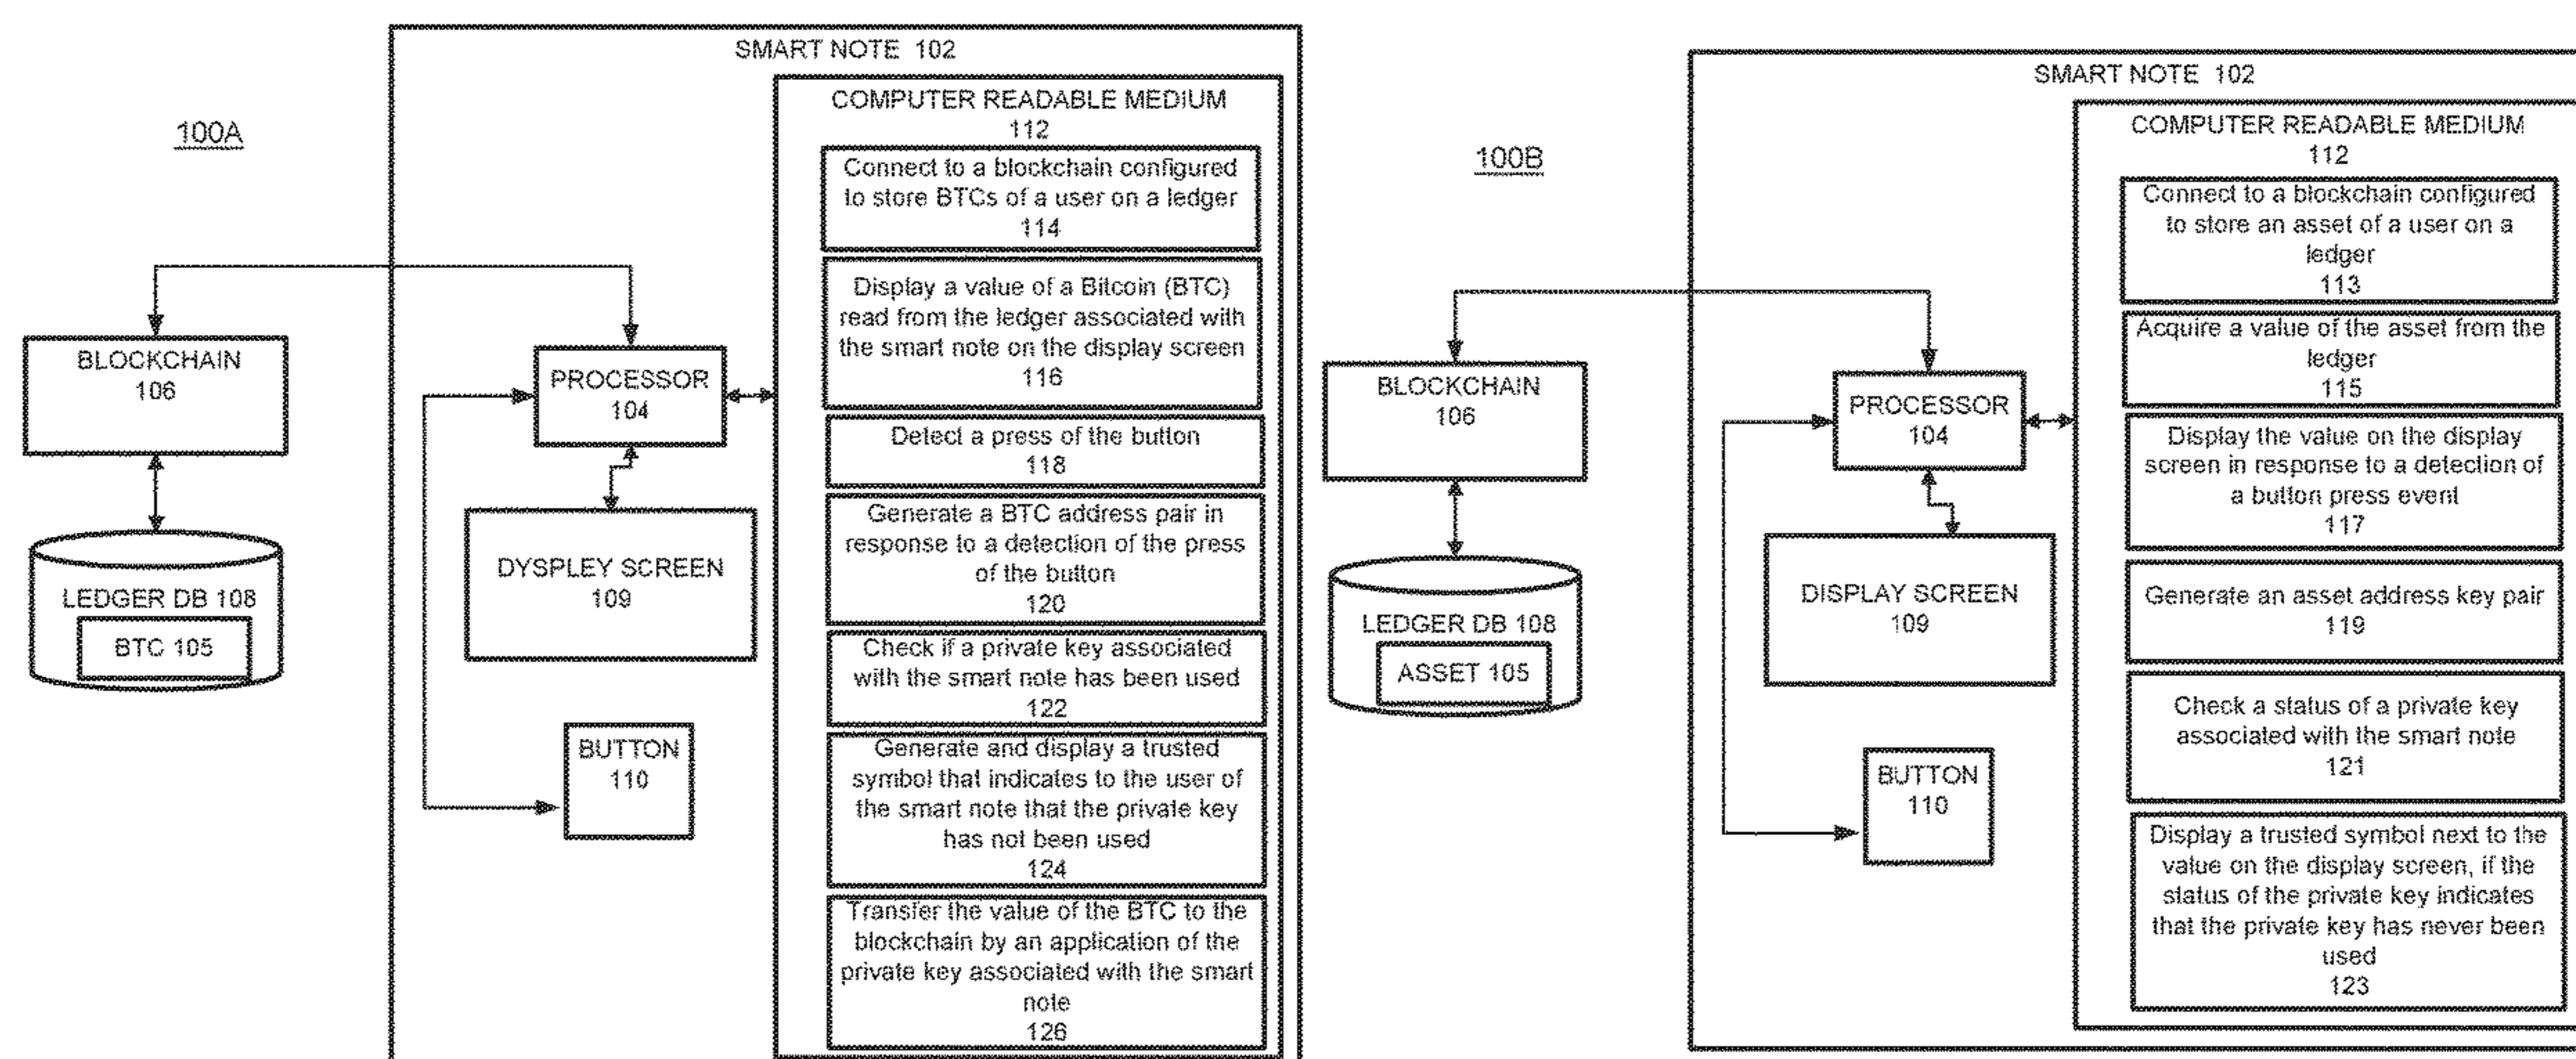 100A
SMART NOTE 102
COMPUTER READABLE MEDIUM
112
Connect to a blockchain configured
to store BTCs of a user on a ledger
114
Display a value of a Bitcoin (BTC)
read from the ledger associated with
the smart note on the display screen
116
Detect a press of the button
118
Generate a BTC address pair in
response to a detection of the press
of the button
120
Check if a private key associated
with the smart note has been used
122
Generate and display a trusted
symbol that indicates to the user of
the smart note that the private key
has not been used
124
Transfer the value of the BTC to the
blockchain by an application of the
private key associated with the smart
note
126
BLOCKCHAIN
106
PROCESSOR
104
DYSPLEY SCREEN
109
LEDGER DB 108
BTC 105
BUTTON
110
100B
SMART NOTE 102
COMPUTER READABLE MEDIUM
112
Connect to a blockchain configured
to store an asset of a user on a
ledger
113
Acquire a value of the asset from the
ledger
115
Display the value on the display
screen in response to a detection of
a button press event
117
Generate an asset address key pair
119
Check a status of a private key
associated with the smart note
121
Display a trusted symbol next to the
value on the display screen, if the
status of the private key indicates
that the private key has never been
used
123
BLOCKCHAIN
106
PROCESSOR
104
DISPLAY SCREEN
109
LEDGER DB 108
ASSET 105
BUTTON
110